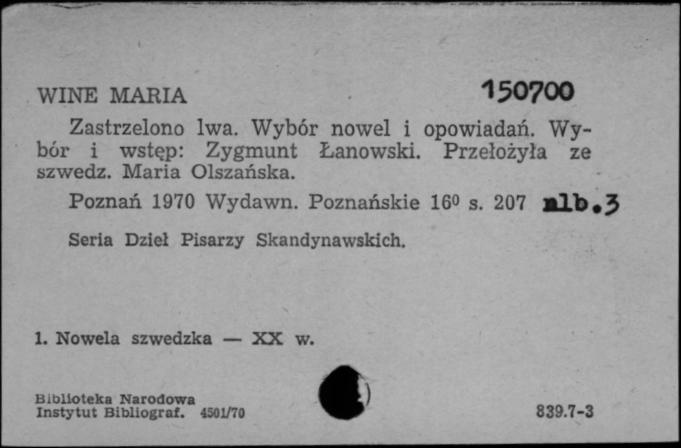 WINE MARIA 150700
Zastrzelono lwa. Wybór nowel i opowiadań. Wy-
bór i wstęp: Zygmunt Łanowski. Przełożyła ze
szwedz. Maria Olszańska.
Poznań 1970 Wydawn. Poznańskie 16⁰ s. 207 nlb.3
Seria Dzieł Pisarzy Skandynawskich.
1. Nowela szwedzka — XX w.
Biblioteka Narodowa
Instytut Bibliograf. 4501/70 839.7-3